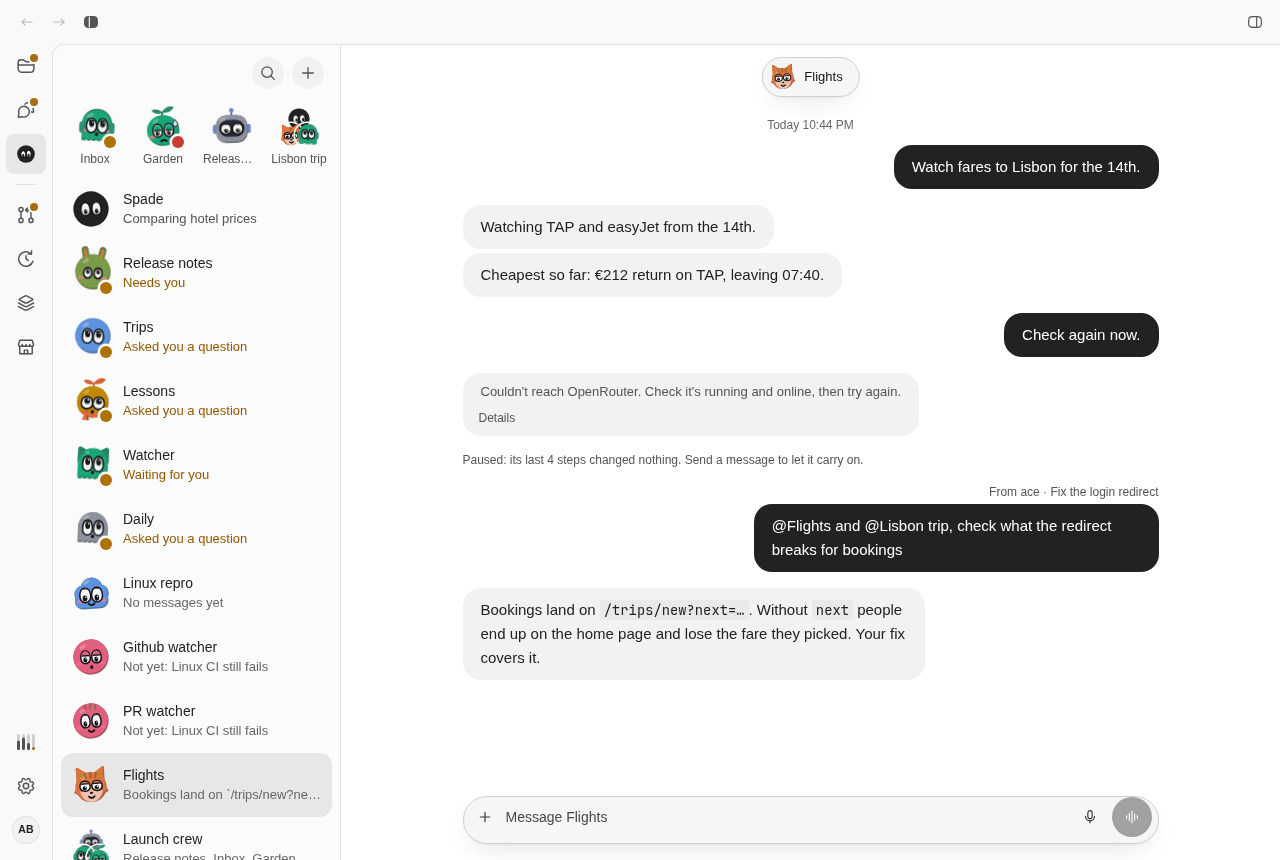 Inbox
Garden
Releas…
Lisbon trip
Spade
Comparing hotel prices
Release notes
Needs you
Trips
Asked you a question
Lessons
Asked you a question
Watcher
Waiting for you
Daily
Asked you a question
Linux repro
No messages yet
Github watcher
Not yet: Linux CI still fails
PR watcher
Not yet: Linux CI still fails
Flights
Bookings land on `/trips/new?ne…
Launch crew
Release notes, Inbox, Garden
AB
Flights
Today 10:44 PM
Watch fares to Lisbon for the 14th.
Watching TAP and easyJet from the 14th.
Cheapest so far: €212 return on TAP, leaving 07:40.
Check again now.
Couldn't reach OpenRouter. Check it's running and online, then try again.
Details
Paused: its last 4 steps changed nothing. Send a message to let it carry on.
From ace · Fix the login redirect
@Flights and @Lisbon trip, check what the redirect
breaks for bookings
Bookings land on /trips/new?next=…. Without next people
end up on the home page and lose the fare they picked. Your fix
covers it.
Message Flights